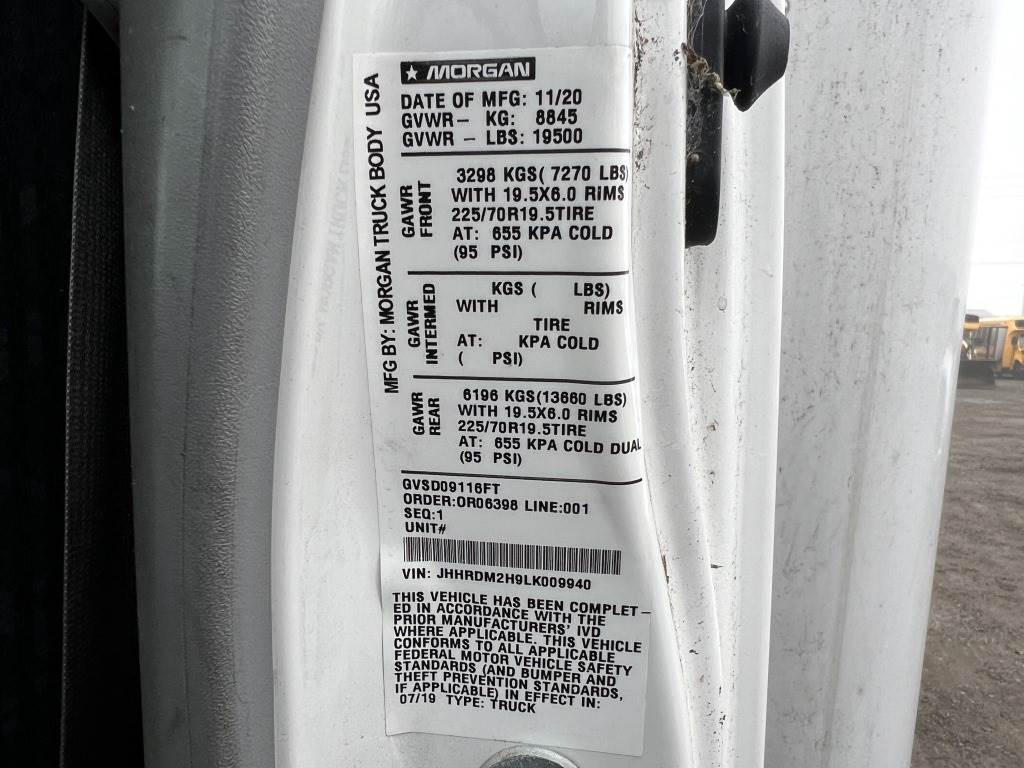 ★ MORGAN
MFG BY: MORGAN TRUCK BODY USA
DATE OF MFG: 11/20
GVWR— KG: 8845
GVWR — LBS: 19500
GAWR
FRONT
3298 KGS( 7270 LBS)
WITH 19.5X6.0 RIMS
225/70R19.5TIRE
AT: 655 KPA COLD
(95 PSI)
GAWR
INTERMED
KGS ( LBS)
WITH RIMS
TIRE
AT: KPA COLD
( PSI)
GAWR
REAR
6196 KGS(13660 LBS)
WITH 19.5X6.0 RIMS
225/70R19.5TIRE
AT: 655 KPA COLD DUAL
(95 PSI)
GVSD09116FT
ORDER:OR06398 LINE:001
SEQ:1
UNIT#
VIN: JHHRDM2H9LK009940
THIS VEHICLE HAS BEEN COMPLET—
ED IN ACCORDANCE WITH THE
PRIOR MANUFACTURERS' IVD
WHERE APPLICABLE. THIS VEHICLE
CONFORMS TO ALL APPLICABLE
FEDERAL MOTOR VEHICLE SAFETY
STANDARDS (AND BUMPER AND
THEFT PREVENTION STANDARDS,
IF APPLICABLE) IN EFFECT IN:
07/19 TYPE: TRUCK